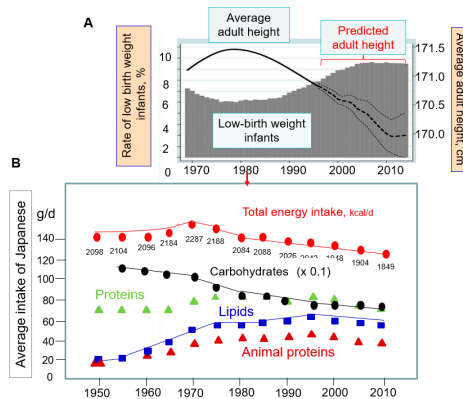 A
Average
adult height
Predicted
adult height
Rate of low birth weight
infants, %
10
8
6
4
2
0
171.5
171.0
170.5
170.0
Average adult height, cm
Low-birth weight
infants
1970
1980
1990
2000
2010
B
Average intake of Japanese
g/d
Total energy intake, kcal/d
140
120
100
80
60
40
20
0
2098
2104
2096
2184
2287
2188
2084
2088
2026
1904
1849
Carbohydrates (x 0.1)
Proteins
Lipids
Animal proteins
1950
1960
1970
1980
1990
2000
2010